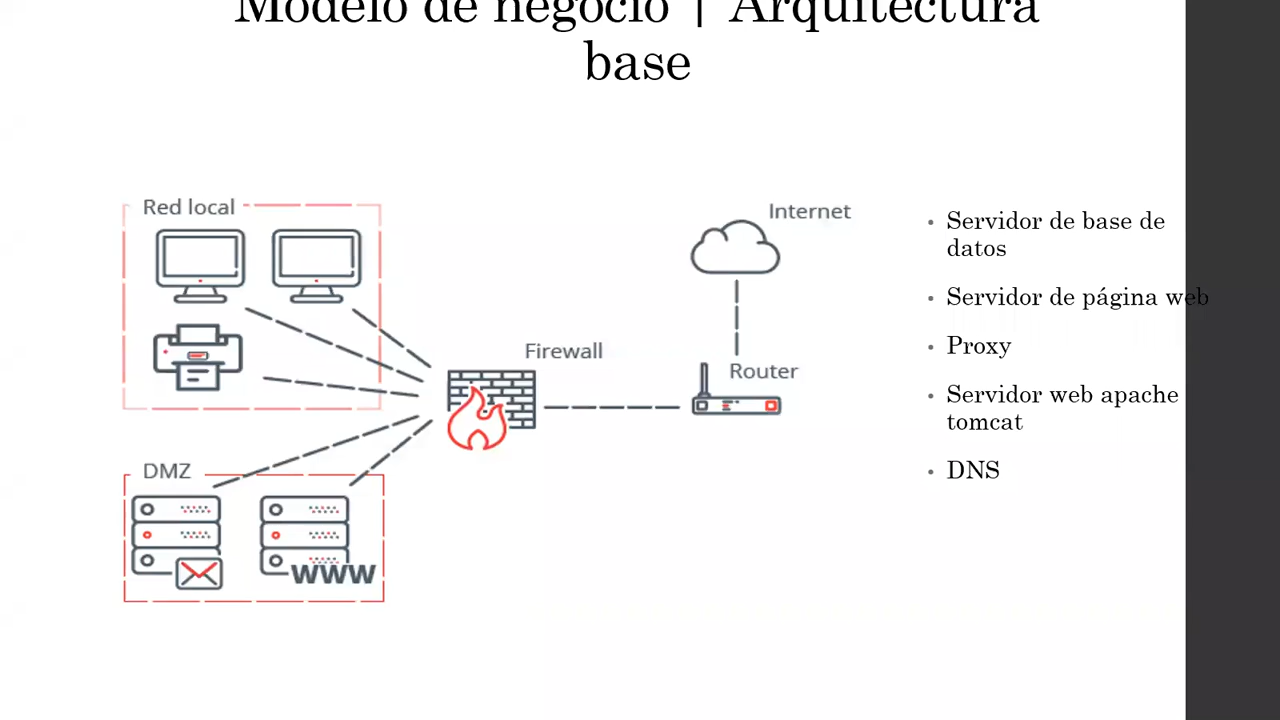 Modelo de negocio | Arquitectura
base
Red local
Internet
Firewall
Router
DMZ
WWW
• Servidor de base de
datos
• Servidor de página web
• Proxy
• Servidor web apache
tomcat
• DNS